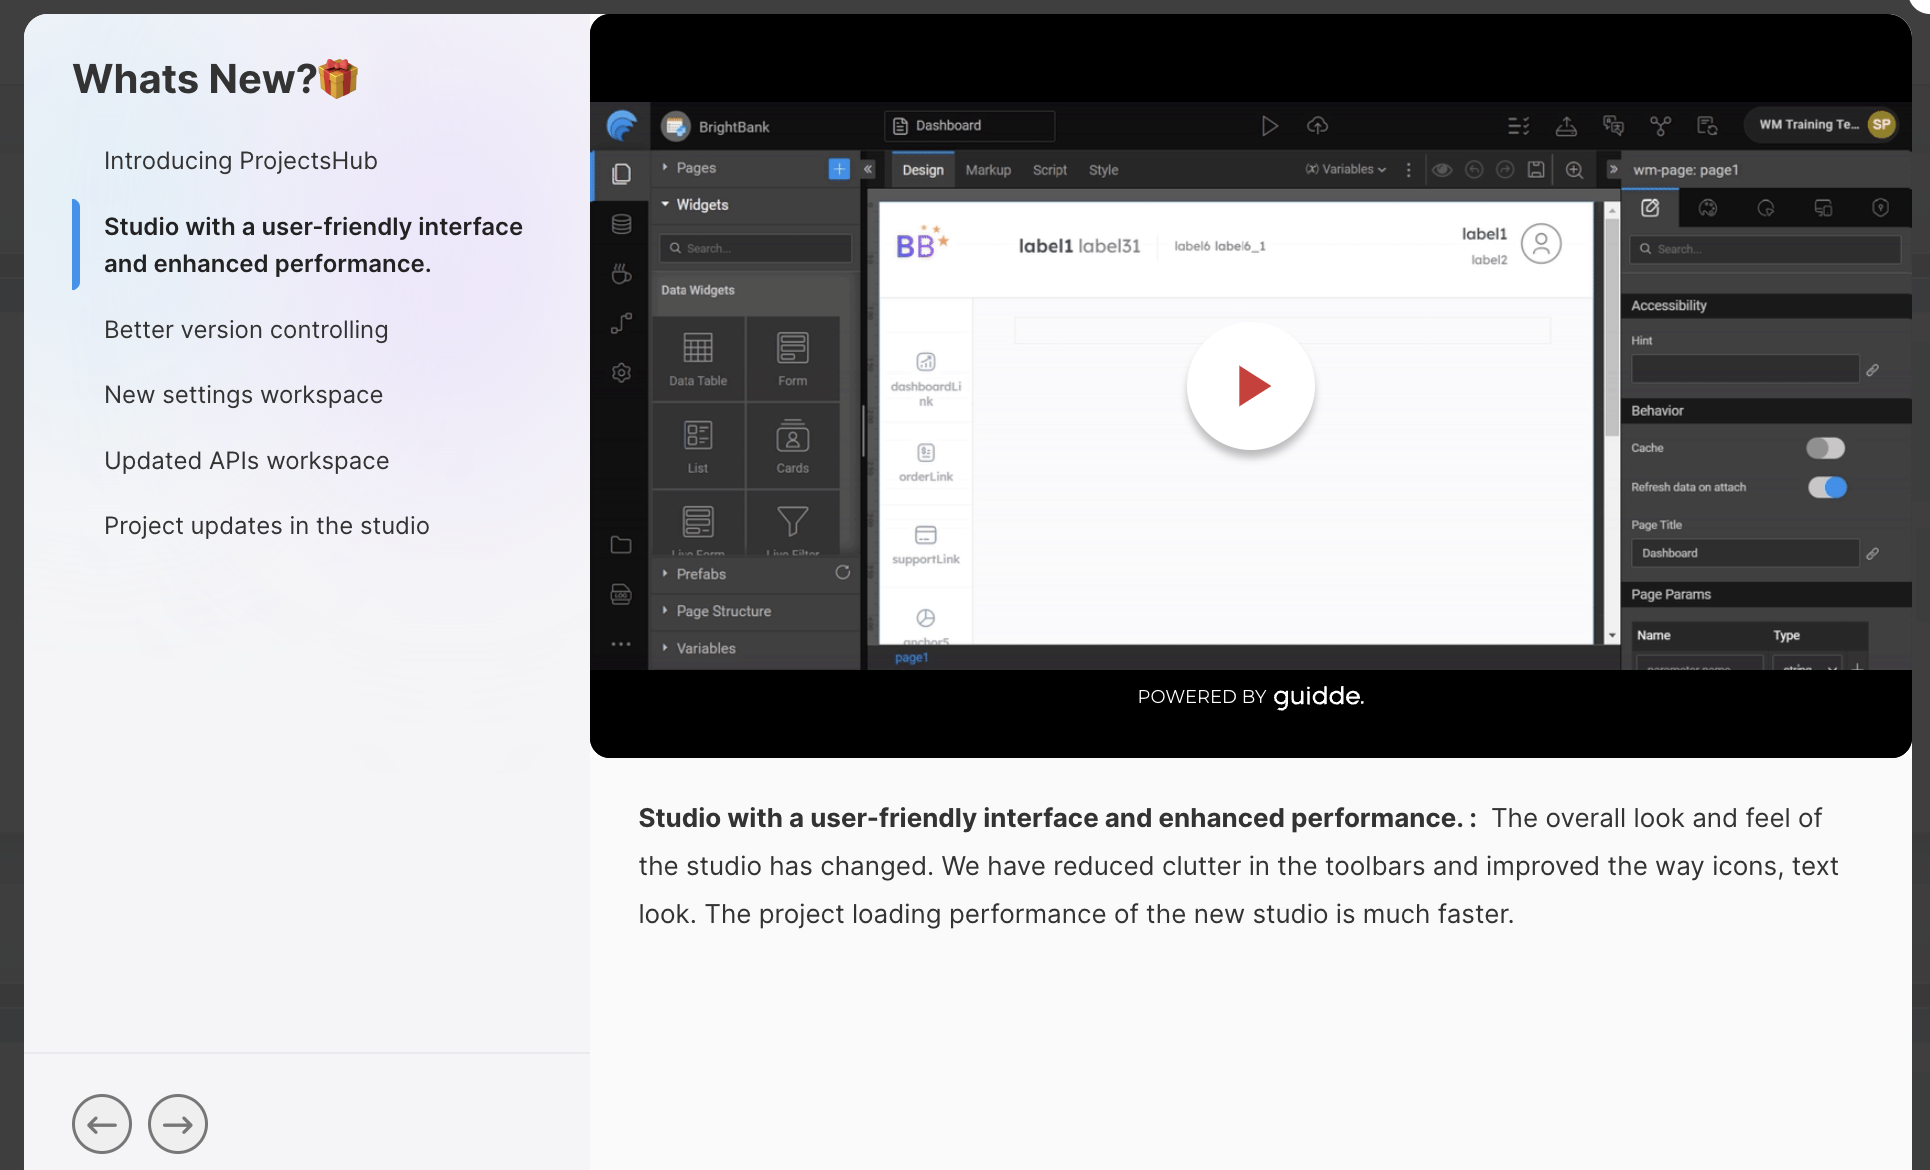 Whats New?🎁
Introducing ProjectsHub
Studio with a user-friendly interface
and enhanced performance.
Better version controlling
New settings workspace
Updated APIs workspace
Project updates in the studio
BrightBank
Dashboard
WM Training Te...
SP
Pages
Widgets
Search...
Data Widgets
Data Table
Form
List
Cards
Live Form
Live Filter
Prefabs
Page Structure
Variables
LOG
Design
Markup
Script
Style
(x) Variables
BB
label1 label31
label6 label6_1
label1
label2
dashboardLi
nk
orderLink
supportLink
anchor5
page1
wm-page: page1
Search...
Accessibility
Hint
Behavior
Cache
Refresh data on attach
Page Title
Dashboard
Page Params
Name
Type
parameter name
string
POWERED BY guidde.
Studio with a user-friendly interface and enhanced performance. : The overall look and feel of
the studio has changed. We have reduced clutter in the toolbars and improved the way icons, text
look. The project loading performance of the new studio is much faster.